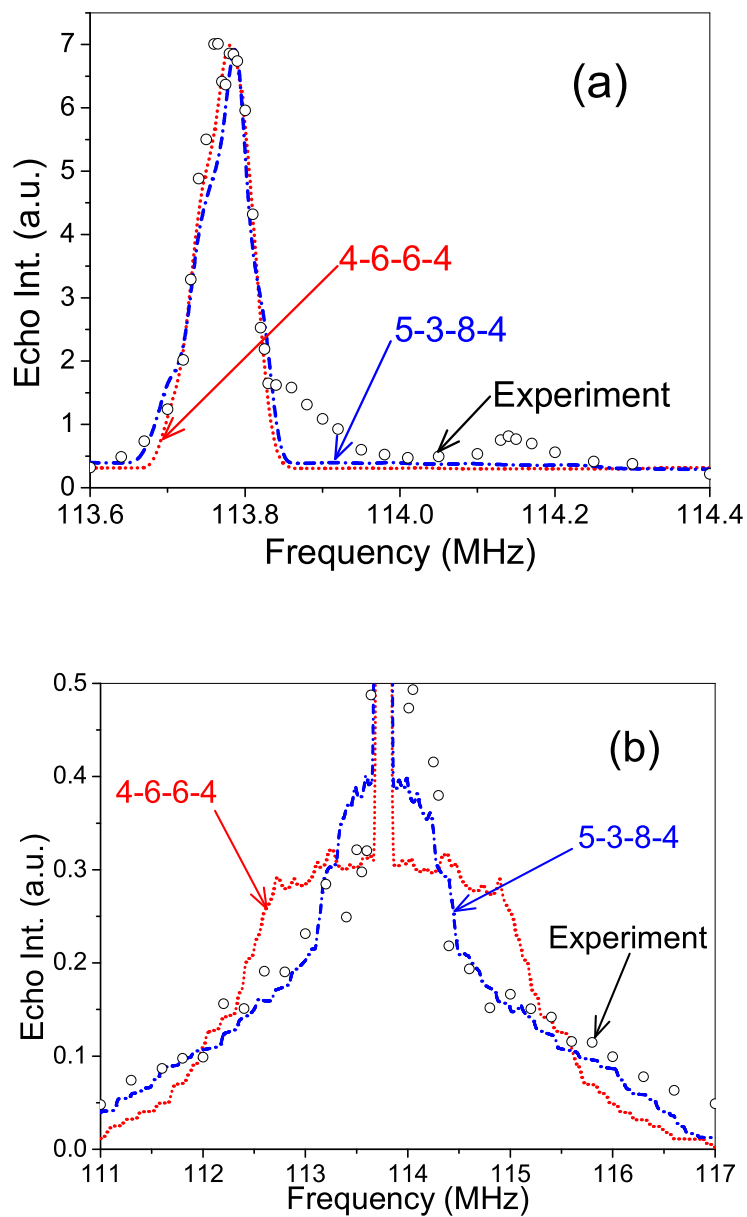 7
(a)
6
5
4
4-6-6-4
3
5-3-8-4
2
Experiment
1
0
Echo Int. (a.u.)
113.6 113.8 114.0 114.2 114.4
Frequency (MHz)
0.5
(b)
0.4
4-6-6-4
5-3-8-4
0.3
Experiment
0.2
0.1
0.0
Echo Int. (a.u.)
111 112 113 114 115 116 117
Frequency (MHz)